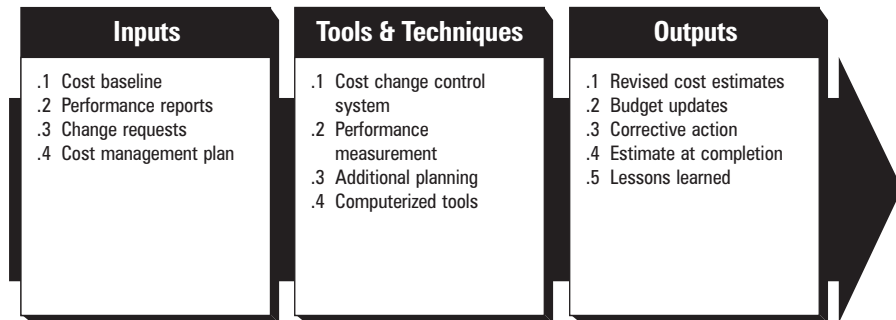 Inputs
.1 Cost baseline
.2 Performance reports
.3 Change requests
.4 Cost management plan
Tools & Techniques
.1 Cost change control
system
.2 Performance
measurement
.3 Additional planning
.4 Computerized tools
Outputs
.1 Revised cost estimates
.2 Budget updates
.3 Corrective action
.4 Estimate at completion
.5 Lessons learned